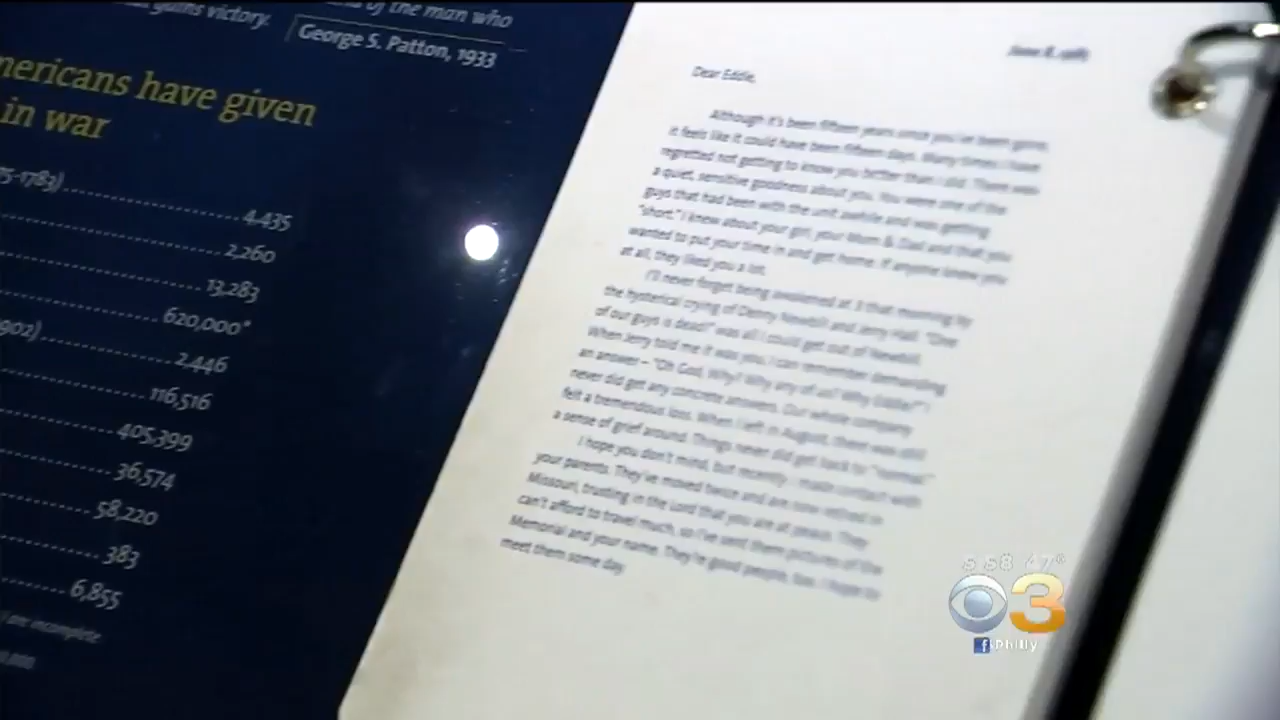 of the man who
gains victory.
George S. Patton, 1933
mericans have given
in war
75-1783)..............4,435
2,260
13,283
620,000*
902)..............2,446
116,516
405,399
36,574
58,220
383
6,855
are incomplete
Dear Eddie,
Although it's been fifteen years since you've been gone,
it feels like it could have been fifteen days. Many times I have
regretted not getting to know you better than I did. There was
a quiet, sensitive goodness about you. You were one of the
guys that had been with the unit awhile and was getting
"short." I knew about your girl, your Mom & Dad and that you
wanted to put your time in and get home. If anyone knew you
at all, they liked you a lot.
I'll never forget being awakened at 3 that morning by
the hysterical crying of Denny Newbill and Jerry Hall. "One
of our guys is dead!" was all I could get out of Newbill.
When Jerry told me it was you, I can remember demanding
an answer – "Oh God, Why? Why any of us? Why Eddie?" I
never did get any concrete answers. Our whole company
felt a tremendous loss. When I left in August, there was still
a sense of grief around. Things never did get back to "normal."
I hope you don't mind, but recently I made contact with
your parents. They've moved twice and are now retired in
Missouri, trusting in the Lord that you are at peace. They
can't afford to travel much, so I've sent them pictures of the
Memorial and your name. They're good people, too. I hope to
meet them some day.
5:58 47°
3
f Philly